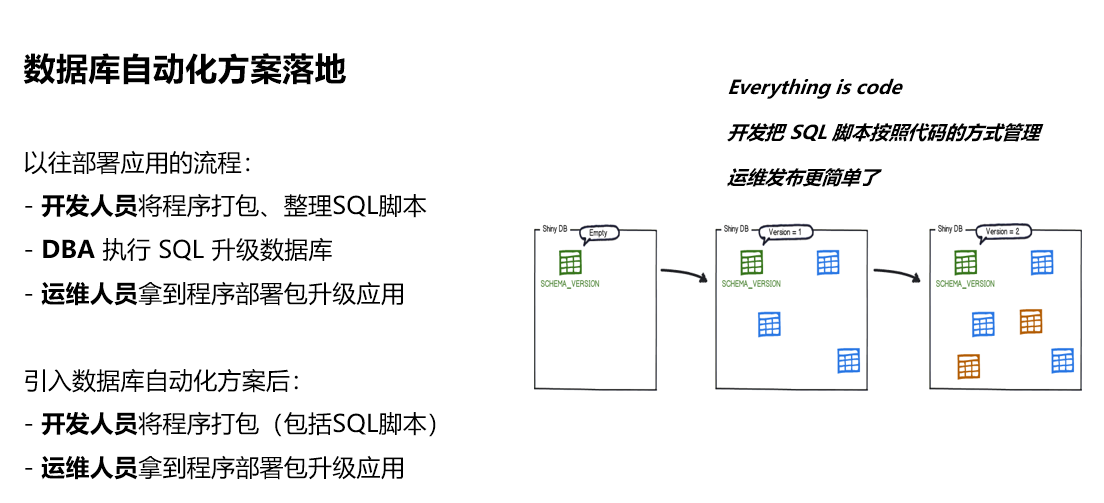 数据库自动化方案落地
以往部署应用的流程：
- 开发人员将程序打包、整理SQL脚本
- DBA 执行 SQL 升级数据库
- 运维人员拿到程序部署包升级应用
引入数据库自动化方案后：
- 开发人员将程序打包（包括SQL脚本）
- 运维人员拿到程序部署包升级应用
Everything is code
开发把 SQL 脚本按照代码的方式管理
运维发布更简单了
Shiny DB
Empty
SCHEMA_VERSION
Shiny DB
Version = 1
SCHEMA_VERSION
Shiny DB
Version = 2
SCHEMA_VERSION